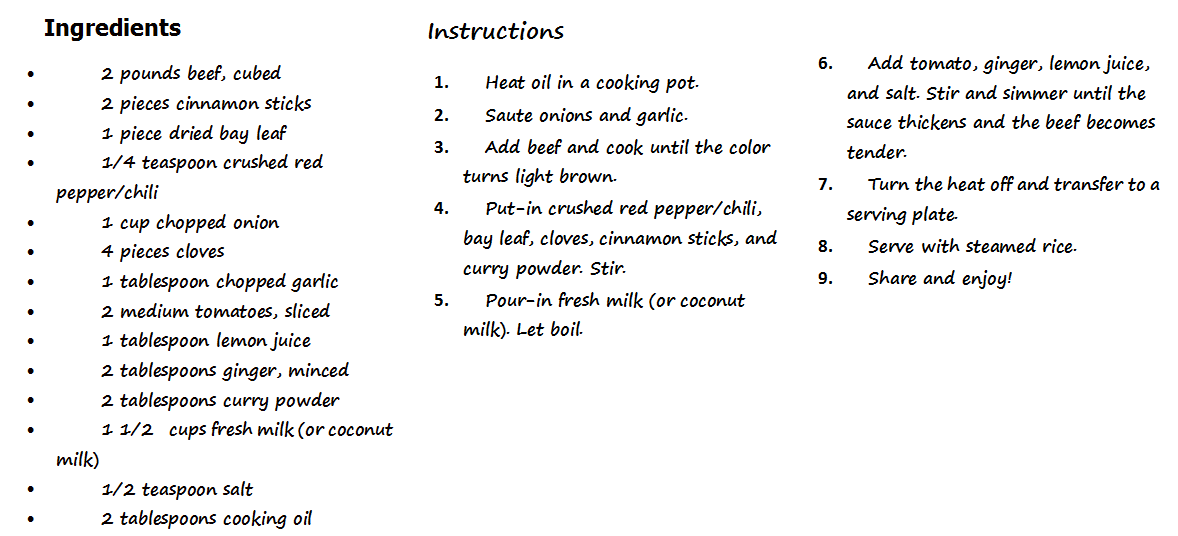 Ingredients
• 2 pounds beef, cubed
• 2 pieces cinnamon sticks
• 1 piece dried bay leaf
• 1/4 teaspoon crushed red
pepper/chili
• 1 cup chopped onion
• 4 pieces cloves
• 1 tablespoon chopped garlic
• 2 medium tomatoes, sliced
• 1 tablespoon lemon juice
• 2 tablespoons ginger, minced
• 2 tablespoons curry powder
• 1 1/2 cups fresh milk (or coconut
milk)
• 1/2 teaspoon salt
• 2 tablespoons cooking oil
Instructions
1. Heat oil in a cooking pot.
2. Saute onions and garlic.
3. Add beef and cook until the color
turns light brown.
4. Put-in crushed red pepper/chili,
bay leaf, cloves, cinnamon sticks, and
curry powder. Stir.
5. Pour-in fresh milk (or coconut
milk). Let boil.
6. Add tomato, ginger, lemon juice,
and salt. Stir and simmer until the
sauce thickens and the beef becomes
tender.
7. Turn the heat off and transfer to a
serving plate.
8. Serve with steamed rice.
9. Share and enjoy!